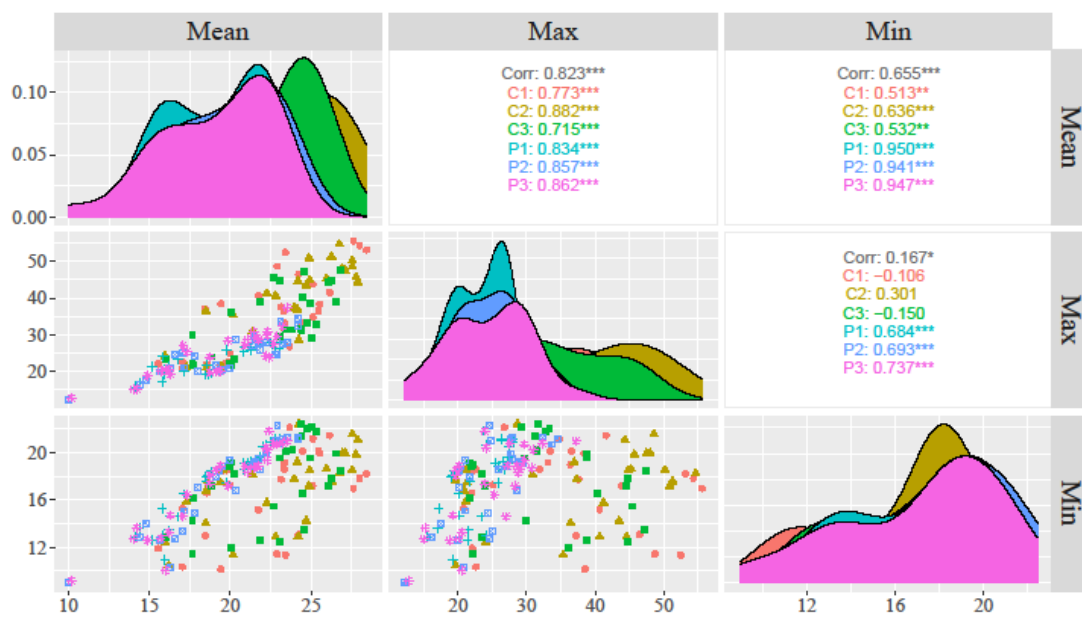 Mean Max Min
0.10
0.05
0.00
Corr: 0.823***
C1: 0.773***
C2: 0.882***
C3: 0.715***
P1: 0.834***
P2: 0.857***
P3: 0.862***
Corr: 0.655***
C1: 0.513**
C2: 0.636***
C3: 0.532**
P1: 0.950***
P2: 0.941***
P3: 0.947***
Mean
50
40
30
20
Corr: 0.167*
C1: −0.106
C2: 0.301
C3: −0.150
P1: 0.684***
P2: 0.693***
P3: 0.737***
Max
20
16
12
Min
10 15 20 25 20 30 40 50 12 16 20